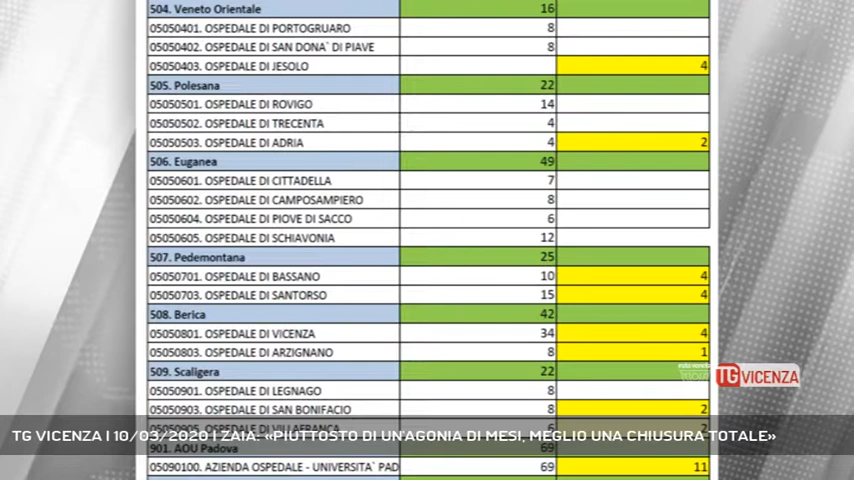 504. Veneto Orientale 16
05050401. OSPEDALE DI PORTOGRUARO 8
05050402. OSPEDALE DI SAN DONA` DI PIAVE 8
05050403. OSPEDALE DI JESOLO 4
505. Polesana 22
05050501. OSPEDALE DI ROVIGO 14
05050502. OSPEDALE DI TRECENTA 4
05050503. OSPEDALE DI ADRIA 4 2
506. Euganea 49
05050601. OSPEDALE DI CITTADELLA 7
05050602. OSPEDALE DI CAMPOSAMPIERO 8
05050604. OSPEDALE DI PIOVE DI SACCO 6
05050605. OSPEDALE DI SCHIAVONIA 12
507. Pedemontana 25
05050701. OSPEDALE DI BASSANO 10 4
05050703. OSPEDALE DI SANTORSO 15 4
508. Berica 42
05050801. OSPEDALE DI VICENZA 34 4
05050803. OSPEDALE DI ARZIGNANO 8 1
509. Scaligera 22
05050901. OSPEDALE DI LEGNAGO 8
TG VICENZA
05050903. OSPEDALE DI SAN BONIFACIO 8 2
05050905. OSPEDALE DI VILLAFRANCA 6 2
TG VICENZA | 10/03/2020 | ZAIA: «PIUTTOSTO DI UN'AGONIA DI MESI, MEGLIO UNA CHIUSURA TOTALE»
901. AOU Padova 69
05090100. AZIENDA OSPEDALE - UNIVERSITA` PAD 69 11